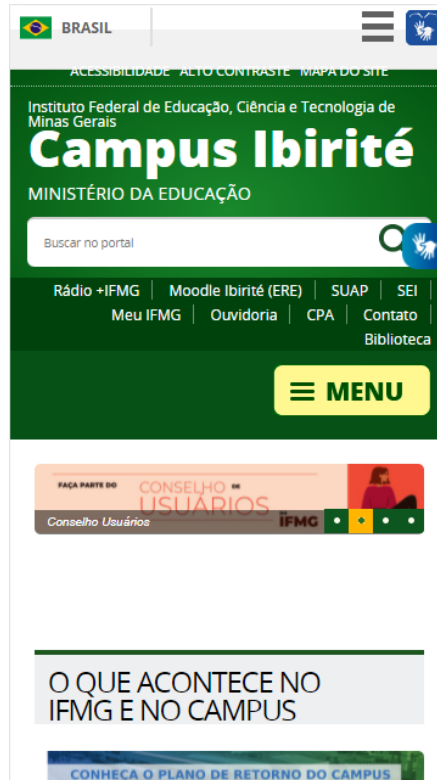 BRASIL
ACESSIBILIDADE ALTO CONTRASTE MAPA DO SITE
Instituto Federal de Educação, Ciência e Tecnologia de
Minas Gerais
Campus Ibirité
MINISTÉRIO DA EDUCAÇÃO
Buscar no portal
Rádio +IFMG Moodle Ibirité (ERE) SUAP SEI
Meu IFMG Ouvidoria CPA Contato
Biblioteca
MENU
FAÇA PARTE DO CONSELHO DE
USUÁRIOS
Conselho Usuários IFMG
O QUE ACONTECE NO
IFMG E NO CAMPUS
CONHEÇA O PLANO DE RETORNO DO CAMPUS